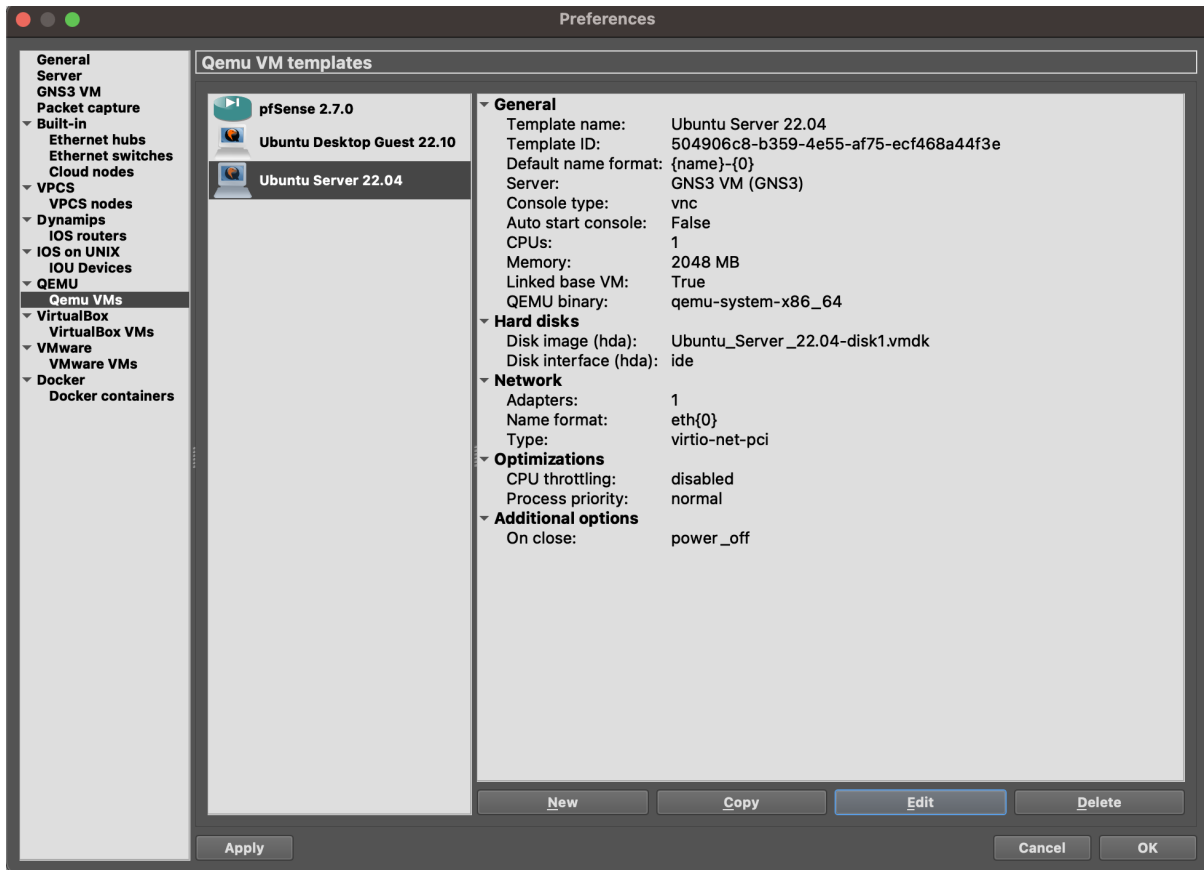 Preferences
General
Server
GNS3 VM
Packet capture
Built-in
Ethernet hubs
Ethernet switches
Cloud nodes
VPCS
VPCS nodes
Dynamips
IOS routers
IOS on UNIX
IOU Devices
QEMU
Qemu VMs
VirtualBox
VirtualBox VMs
VMware
VMware VMs
Docker
Docker containers
Qemu VM templates
pfSense 2.7.0
Ubuntu Desktop Guest 22.10
Ubuntu Server 22.04
General
Template name: Ubuntu Server 22.04
Template ID: 504906c8-b359-4e55-af75-ecf468a44f3e
Default name format: {name}-{0}
Server: GNS3 VM (GNS3)
Console type: vnc
Auto start console: False
CPUs: 1
Memory: 2048 MB
Linked base VM: True
QEMU binary: qemu-system-x86_64
Hard disks
Disk image (hda): Ubuntu_Server_22.04-disk1.vmdk
Disk interface (hda): ide
Network
Adapters: 1
Name format: eth{0}
Type: virtio-net-pci
Optimizations
CPU throttling: disabled
Process priority: normal
Additional options
On close: power_off
New Copy Edit Delete
Apply Cancel OK